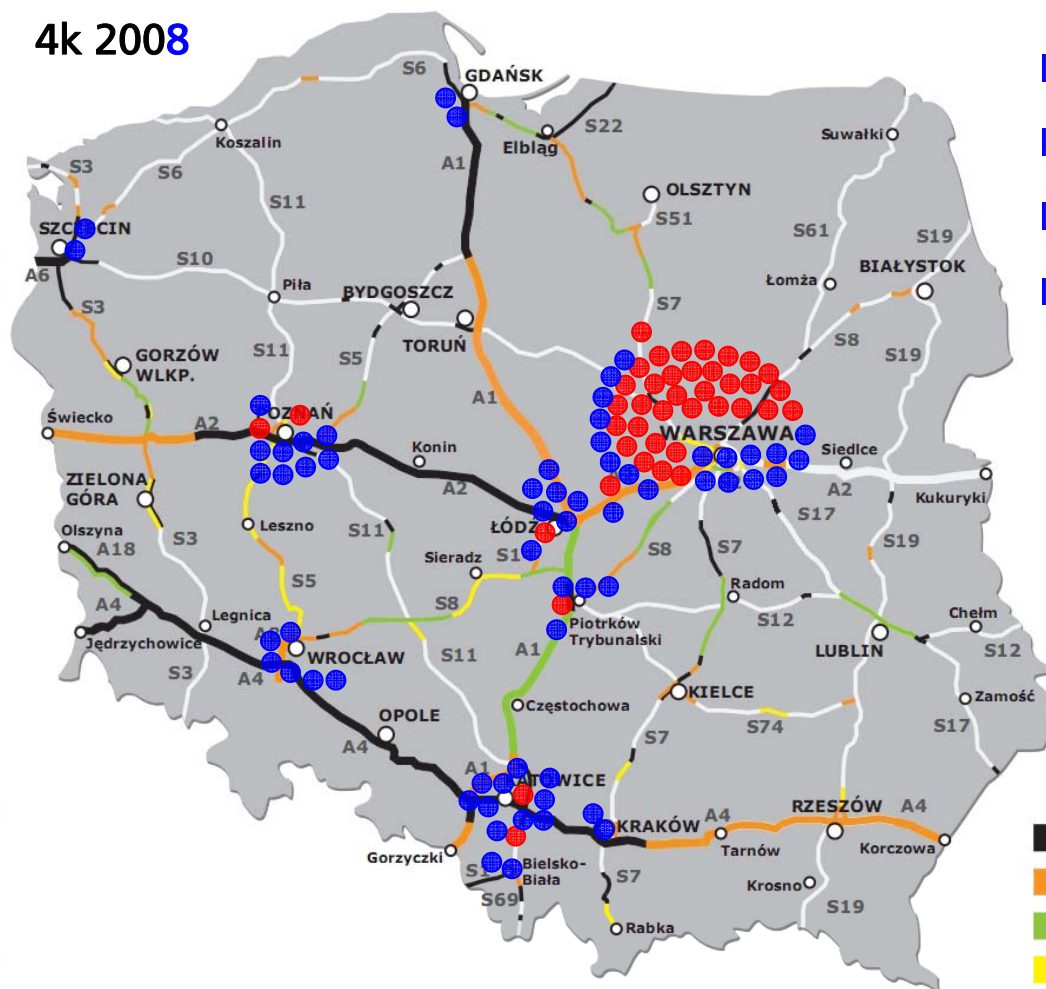 4k 2008
S6
GDAŃSK
S22
Suwałki
Koszalin
Elbląg
A1
S3
S6
S11
OLSZTYN
S51
S61
S19
SZCZECIN
S10
A6
Piła
BYDGOSZCZ
Łomża
BIAŁYSTOK
S3
S7
S8
TORUŃ
S11
S5
S19
GORZÓW
WLKP.
A1
Świecko
A2
OZNAŃ
WARSZAWA
Konin
A2
Siedlce
A2
Kukuryki
ZIELONA
GÓRA
S17
Olszyna
Leszno
S11
ŁÓDŹ
A18
S3
Sieradz
S1
S8
S7
S19
A4
S5
Radom
Legnica
S8
S12
Chełm
Jędrzychowice
Piotrków
Trybunalski
LUBLIN
S12
WROCŁAW
S11
A1
S3
A4
KIELCE
Zamość
Częstochowa
OPOLE
S74
S17
A4
S7
A1
KATOWICE
RZESZÓW
A4
KRAKÓW
A4
Tarnów
Korczowa
Gorzyczki
S1
Bielsko-
Biała
S7
Krosno
S69
S19
Rabka